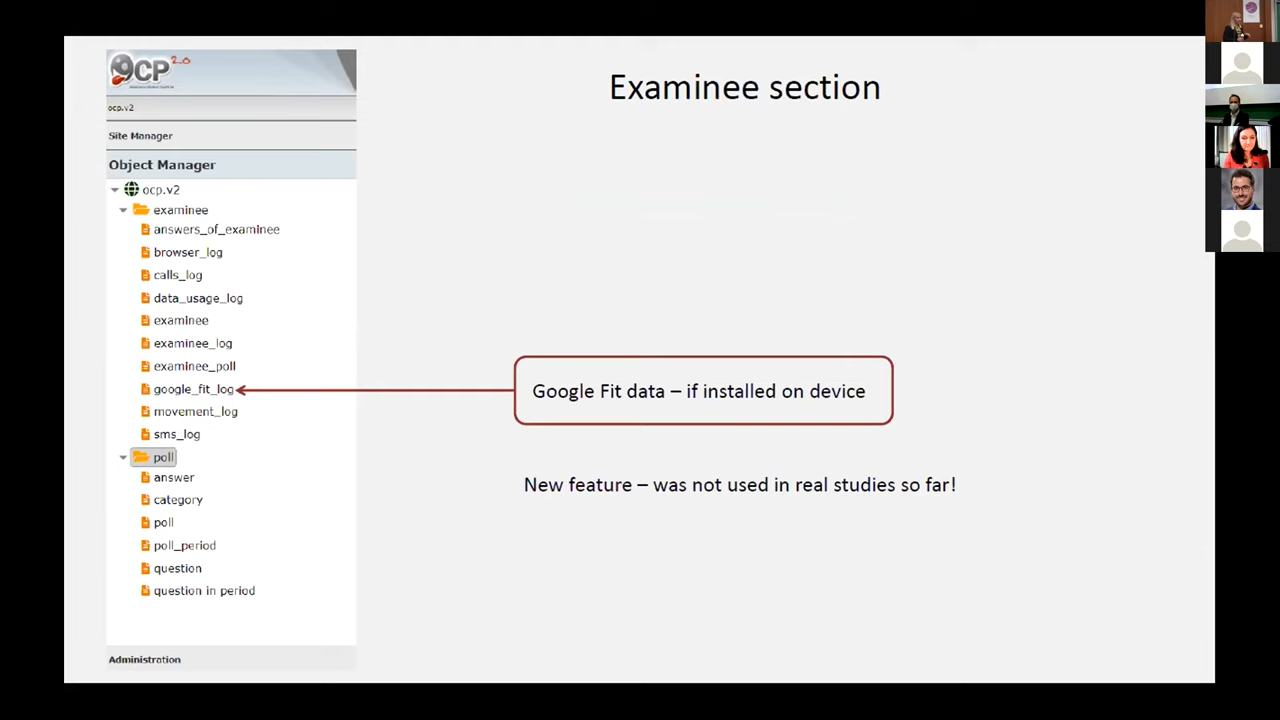 OCP 2.0
ocp.v2
Site Manager
Object Manager
ocp.v2
examinee
answers_of_examinee
browser_log
calls_log
data_usage_log
examinee
examinee_log
examinee_poll
google_fit_log
movement_log
sms_log
poll
answer
category
poll
poll_period
question
question in period
Administration
Examinee section
Google Fit data – if installed on device
New feature – was not used in real studies so far!